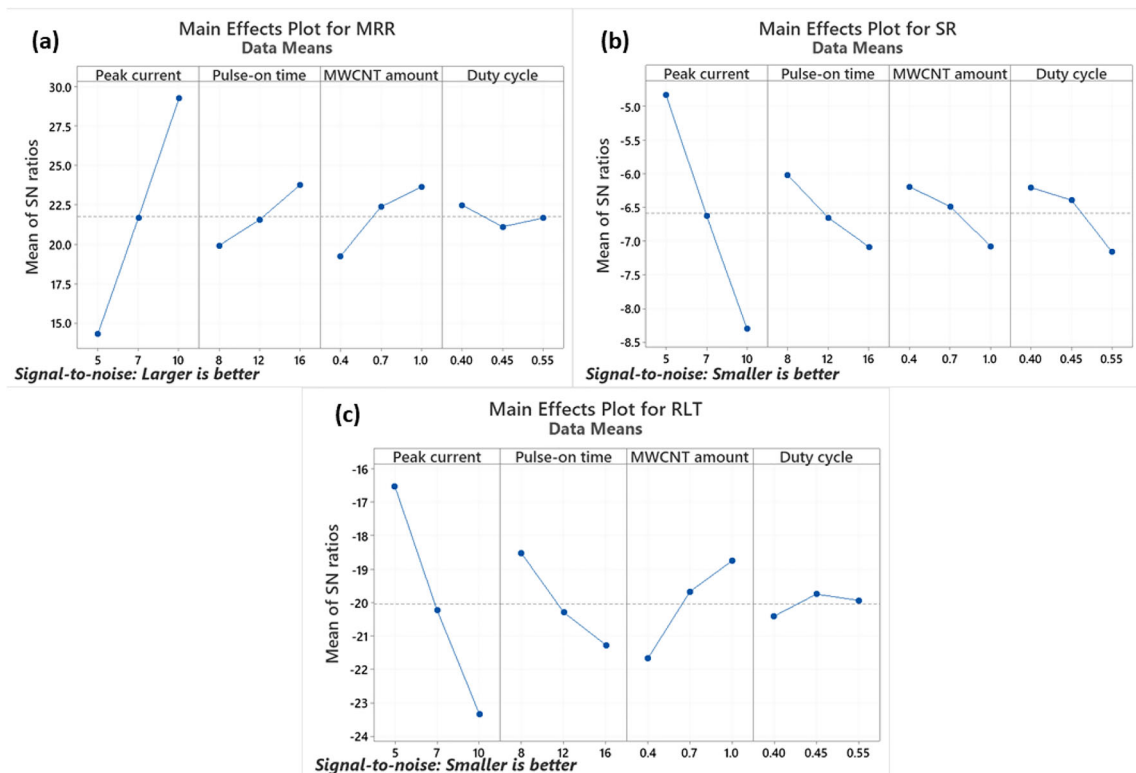 (a)
Main Effects Plot for MRR
Data Means
Peak current Pulse-on time MWCNT amount Duty cycle
Mean of SN ratios
30.0
27.5
25.0
22.5
20.0
17.5
15.0
5 7 10 8 12 16 0.4 0.7 1.0 0.40 0.45 0.55
Signal-to-noise: Larger is better
(b)
Main Effects Plot for SR
Data Means
Peak current Pulse-on time MWCNT amount Duty cycle
Mean of SN ratios
-5.0
-5.5
-6.0
-6.5
-7.0
-7.5
-8.0
-8.5
5 7 10 8 12 16 0.4 0.7 1.0 0.40 0.45 0.55
Signal-to-noise: Smaller is better
(c)
Main Effects Plot for RLT
Data Means
Peak current Pulse-on time MWCNT amount Duty cycle
Mean of SN ratios
-16
-17
-18
-19
-20
-21
-22
-23
-24
5 7 10 8 12 16 0.4 0.7 1.0 0.40 0.45 0.55
Signal-to-noise: Smaller is better